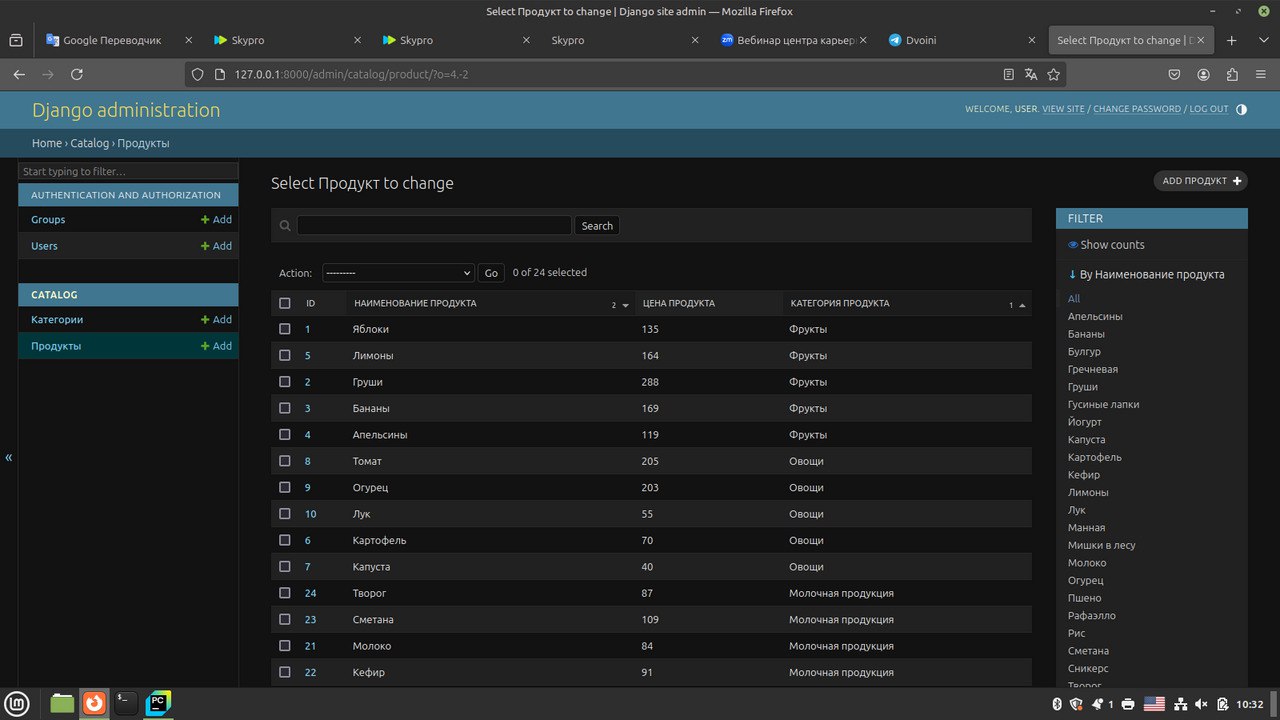 Select Продукт to change | Django site admin — Mozilla Firefox
Google Переводчик
Skypro
Skypro
Skypro
zm Вебинар центра карьер
Dvoini
Select Продукт to change |
127.0.0.1:8000/admin/catalog/product/?o=4.-2
Django administration
WELCOME, USER. VIEW SITE / CHANGE PASSWORD / LOG OUT
Home › Catalog › Продукты
Start typing to filter…
AUTHENTICATION AND AUTHORIZATION
Groups + Add
Users + Add
CATALOG
Категории + Add
Продукты + Add
«
Select Продукт to change
ADD ПРОДУКТ +
Search
Action: --------- Go 0 of 24 selected
ID НАИМЕНОВАНИЕ ПРОДУКТА 2 ЦЕНА ПРОДУКТА КАТЕГОРИЯ ПРОДУКТА 1
1 Яблоки 135 Фрукты
5 Лимоны 164 Фрукты
2 Груши 288 Фрукты
3 Бананы 169 Фрукты
4 Апельсины 119 Фрукты
8 Томат 205 Овощи
9 Огурец 203 Овощи
10 Лук 55 Овощи
6 Картофель 70 Овощи
7 Капуста 40 Овощи
24 Творог 87 Молочная продукция
23 Сметана 109 Молочная продукция
21 Молоко 84 Молочная продукция
22 Кефир 91 Молочная продукция
FILTER
Show counts
↓ By Наименование продукта
All
Апельсины
Бананы
Булгур
Гречневая
Груши
Гусиные лапки
Йогурт
Капуста
Картофель
Кефир
Лимоны
Лук
Манная
Мишки в лесу
Молоко
Огурец
Пшено
Рафаэлло
Рис
Сметана
Сникерс
Творог
PC
1
10:32